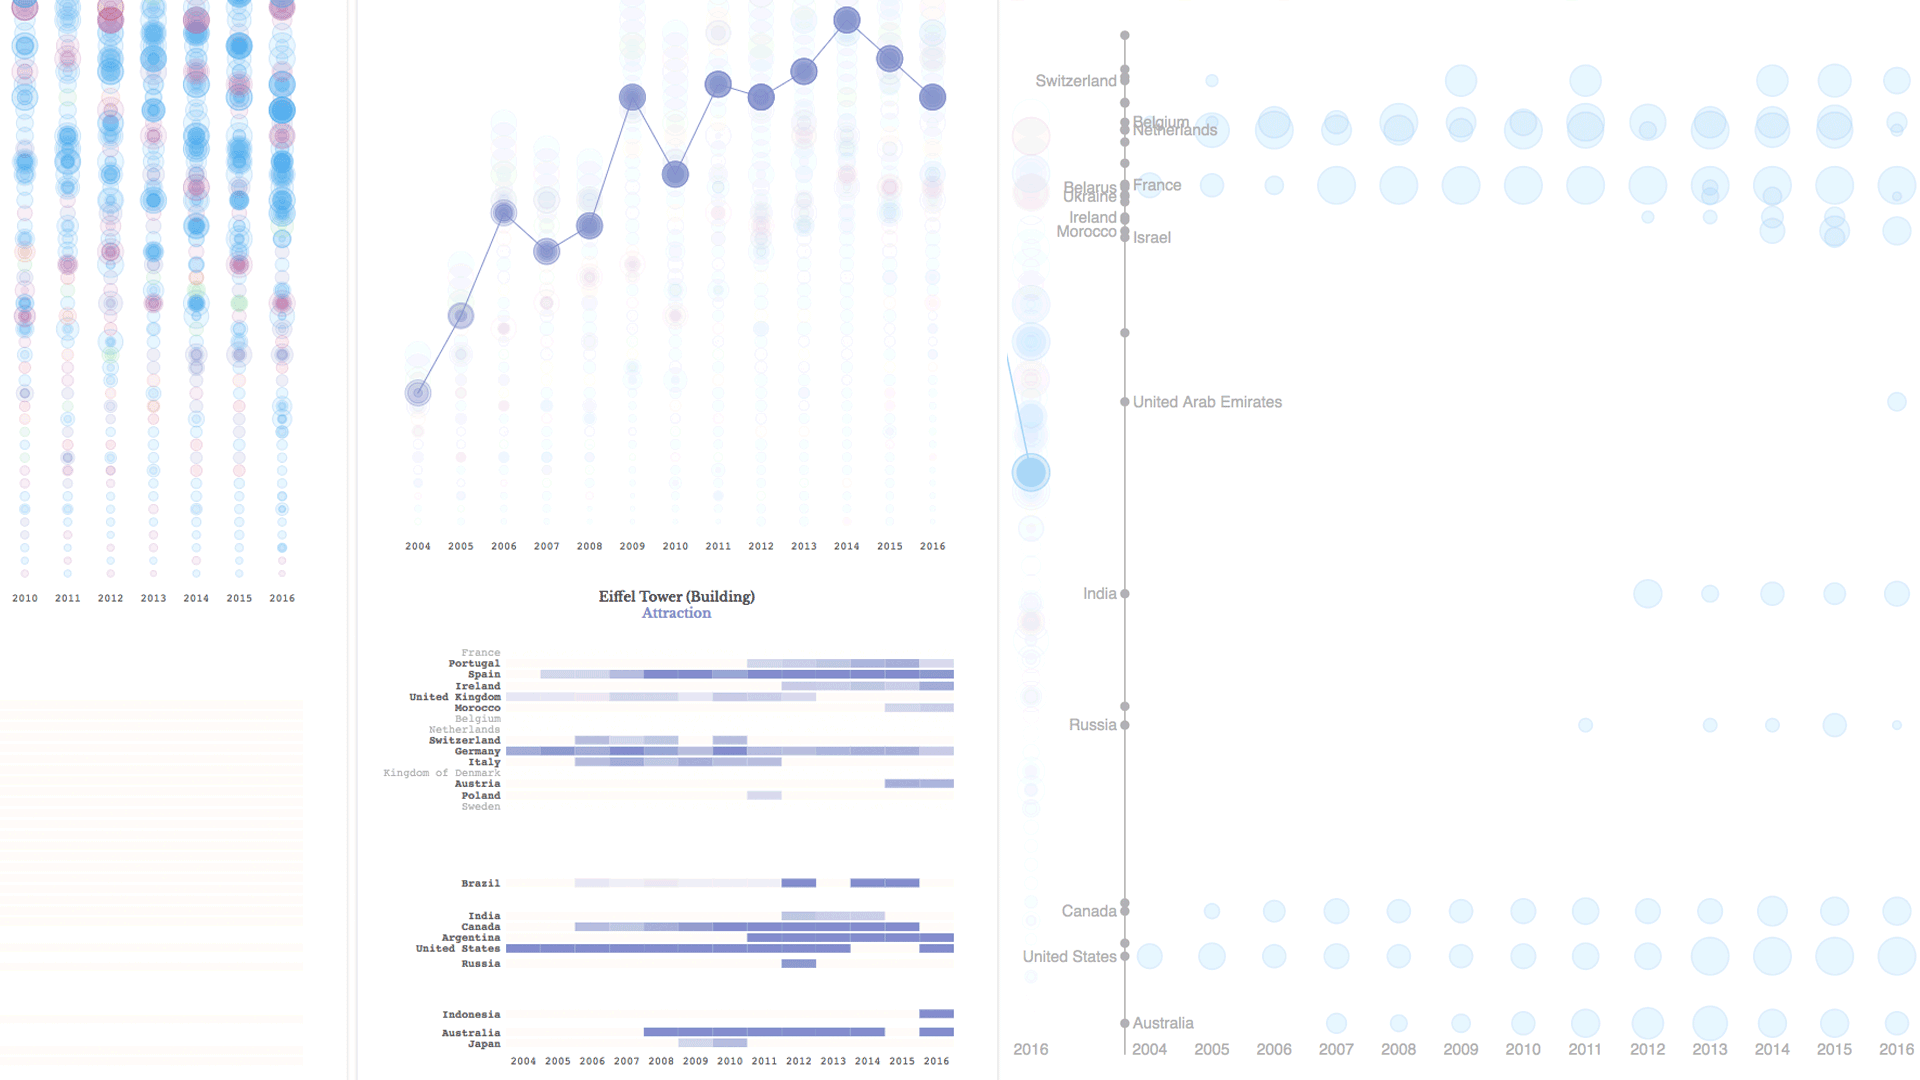 2010 2011 2012 2013 2014 2015 2016
2004 2005 2006 2007 2008 2009 2010 2011 2012 2013 2014 2015 2016
Eiffel Tower (Building)
Attraction
France
Portugal
Spain
Ireland
United Kingdom
Morocco
Belgium
Netherlands
Switzerland
Germany
Italy
Kingdom of Denmark
Austria
Poland
Sweden
Brazil
India
Canada
Argentina
United States
Russia
Indonesia
Australia
Japan
2004 2005 2006 2007 2008 2009 2010 2011 2012 2013 2014 2015 2016
Switzerland
Belgium
Netherlands
Belarus
France
Ukraine
Ireland
Morocco
Israel
United Arab Emirates
India
Russia
Canada
United States
Australia
2016
2004 2005 2006 2007 2008 2009 2010 2011 2012 2013 2014 2015 2016